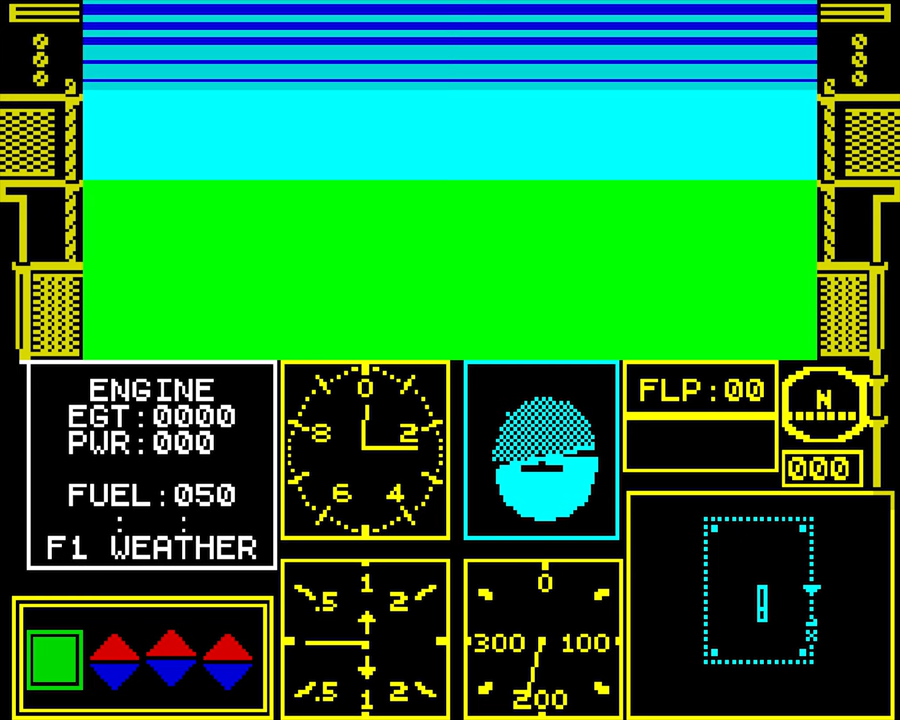 ENGINE
EGT:0000
PWR:000
FUEL:050
: :
F1 WEATHER
0
8 2
6 4
FLP:00
N
000
1
.5 2
.5 2
1
0
300 100
200